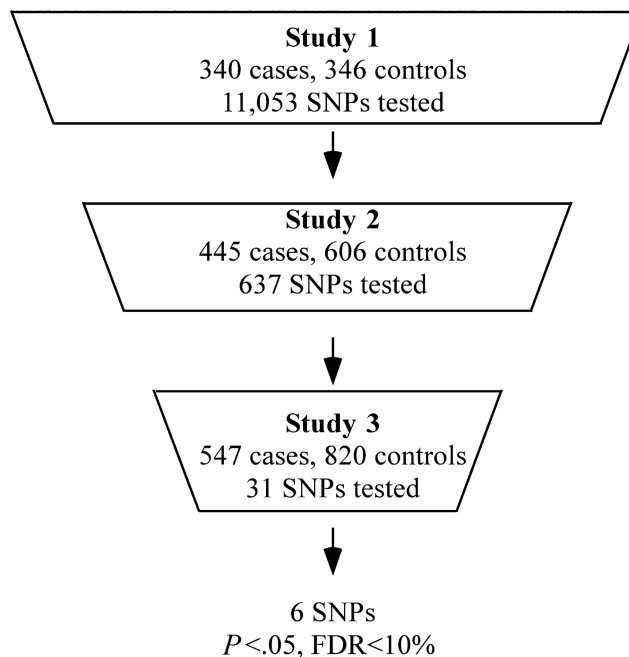 Study 1
340 cases, 346 controls
11,053 SNPs tested
Study 2
445 cases, 606 controls
637 SNPs tested
Study 3
547 cases, 820 controls
31 SNPs tested
6 SNPs
P<.05, FDR<10%